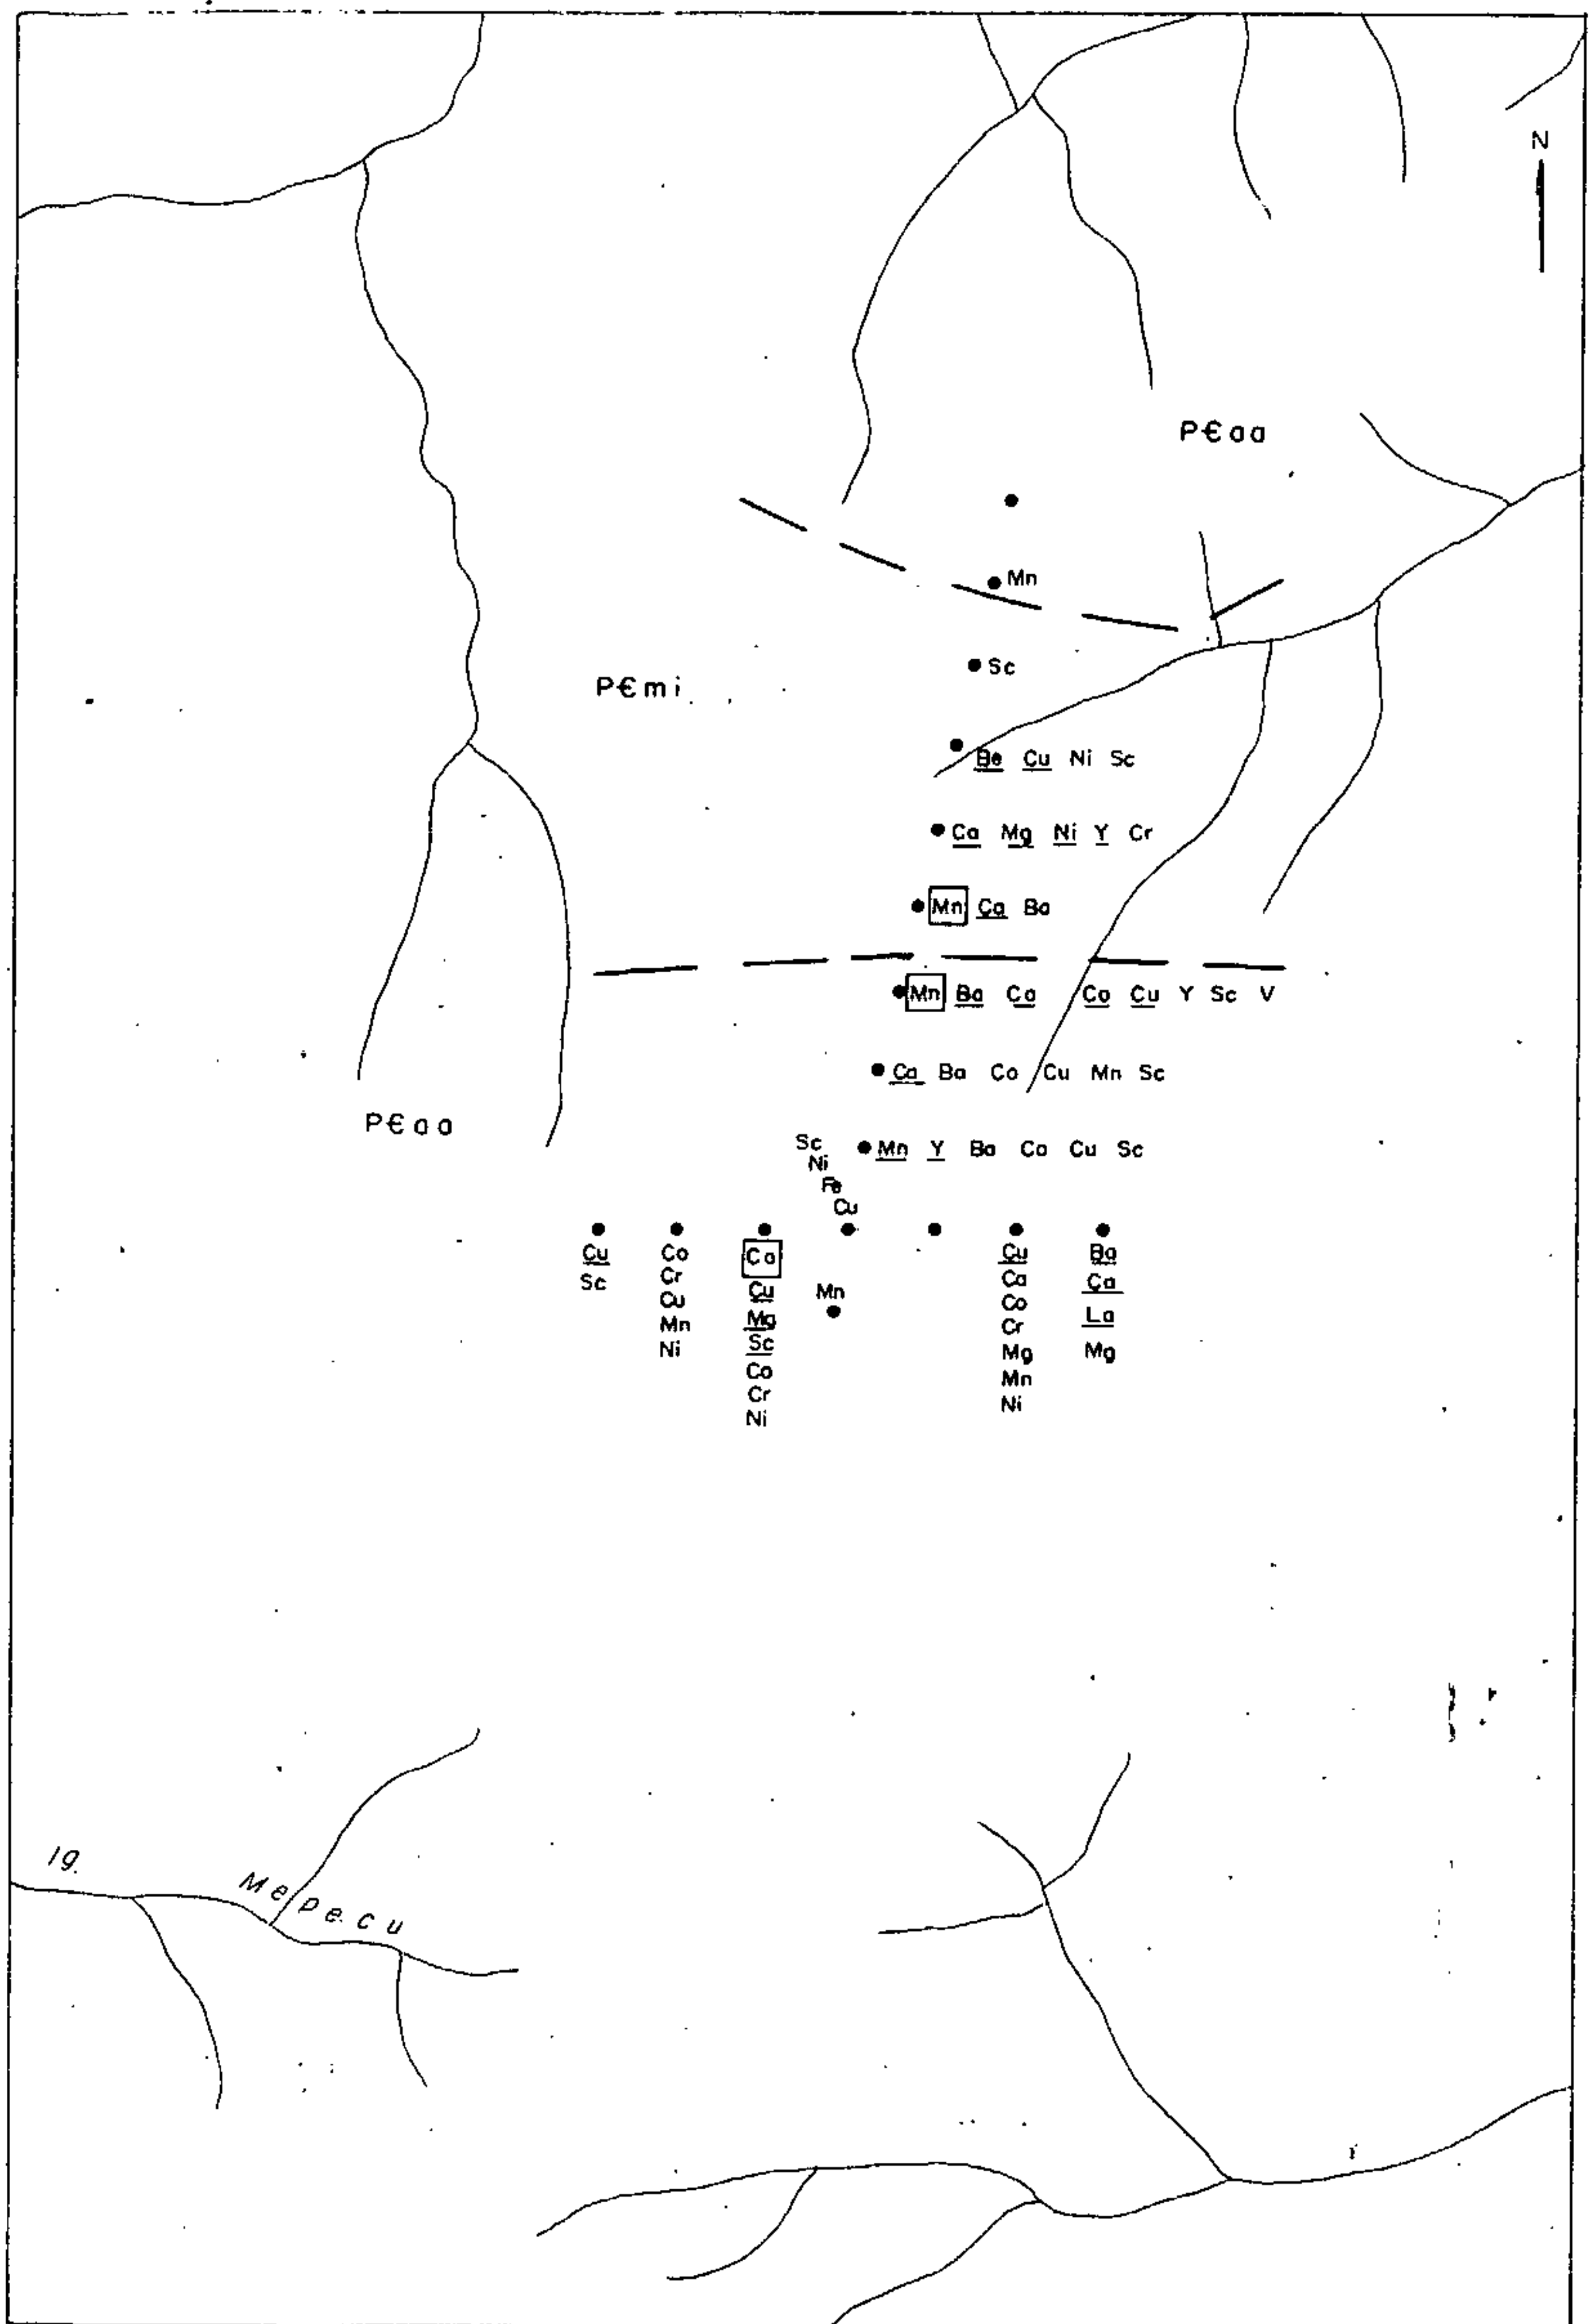 N
P€aa
Mn
Sc
P€mi
Be Cu Ni Sc
Ca Mg Ni Y Cr
Mn Ca Ba
Mn Ba Ca Co Cu Y Sc V
Ca Ba Co Cu Mn Sc
P€aa
Sc
Ni
Fe
Cu
Mn Y Ba Co Cu Sc
Cu
Sc
Co
Cr
Cu
Mn
Ni
Ca
Cu
Mg
Sc
Co
Cr
Ni
Mn
Cu
Ca
Co
Cr
Mg
Mn
Ni
Ba
Ca
La
Mg
Ig. Mepecu